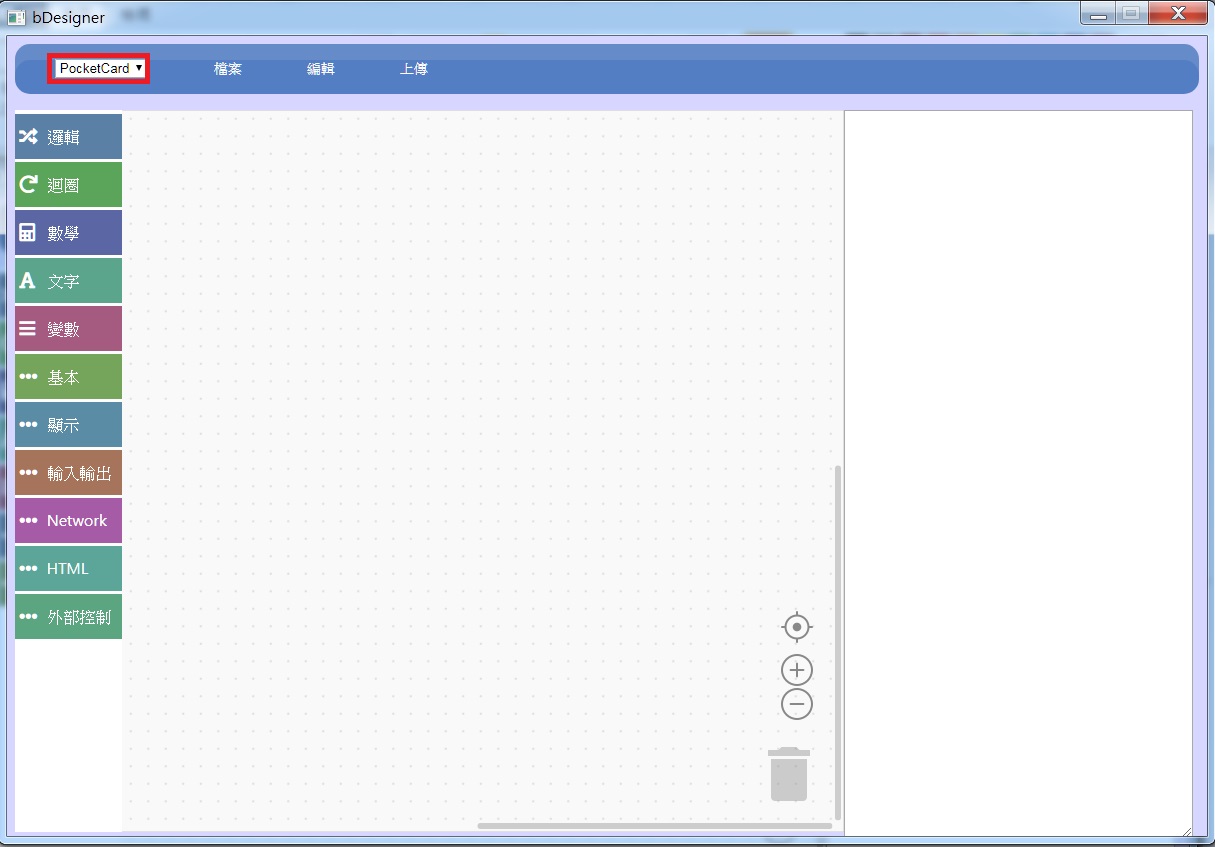 bDesigner
PocketCard
檔案
編輯
上傳
邏輯
迴圈
數學
文字
變數
基本
顯示
輸入輸出
Network
HTML
外部控制